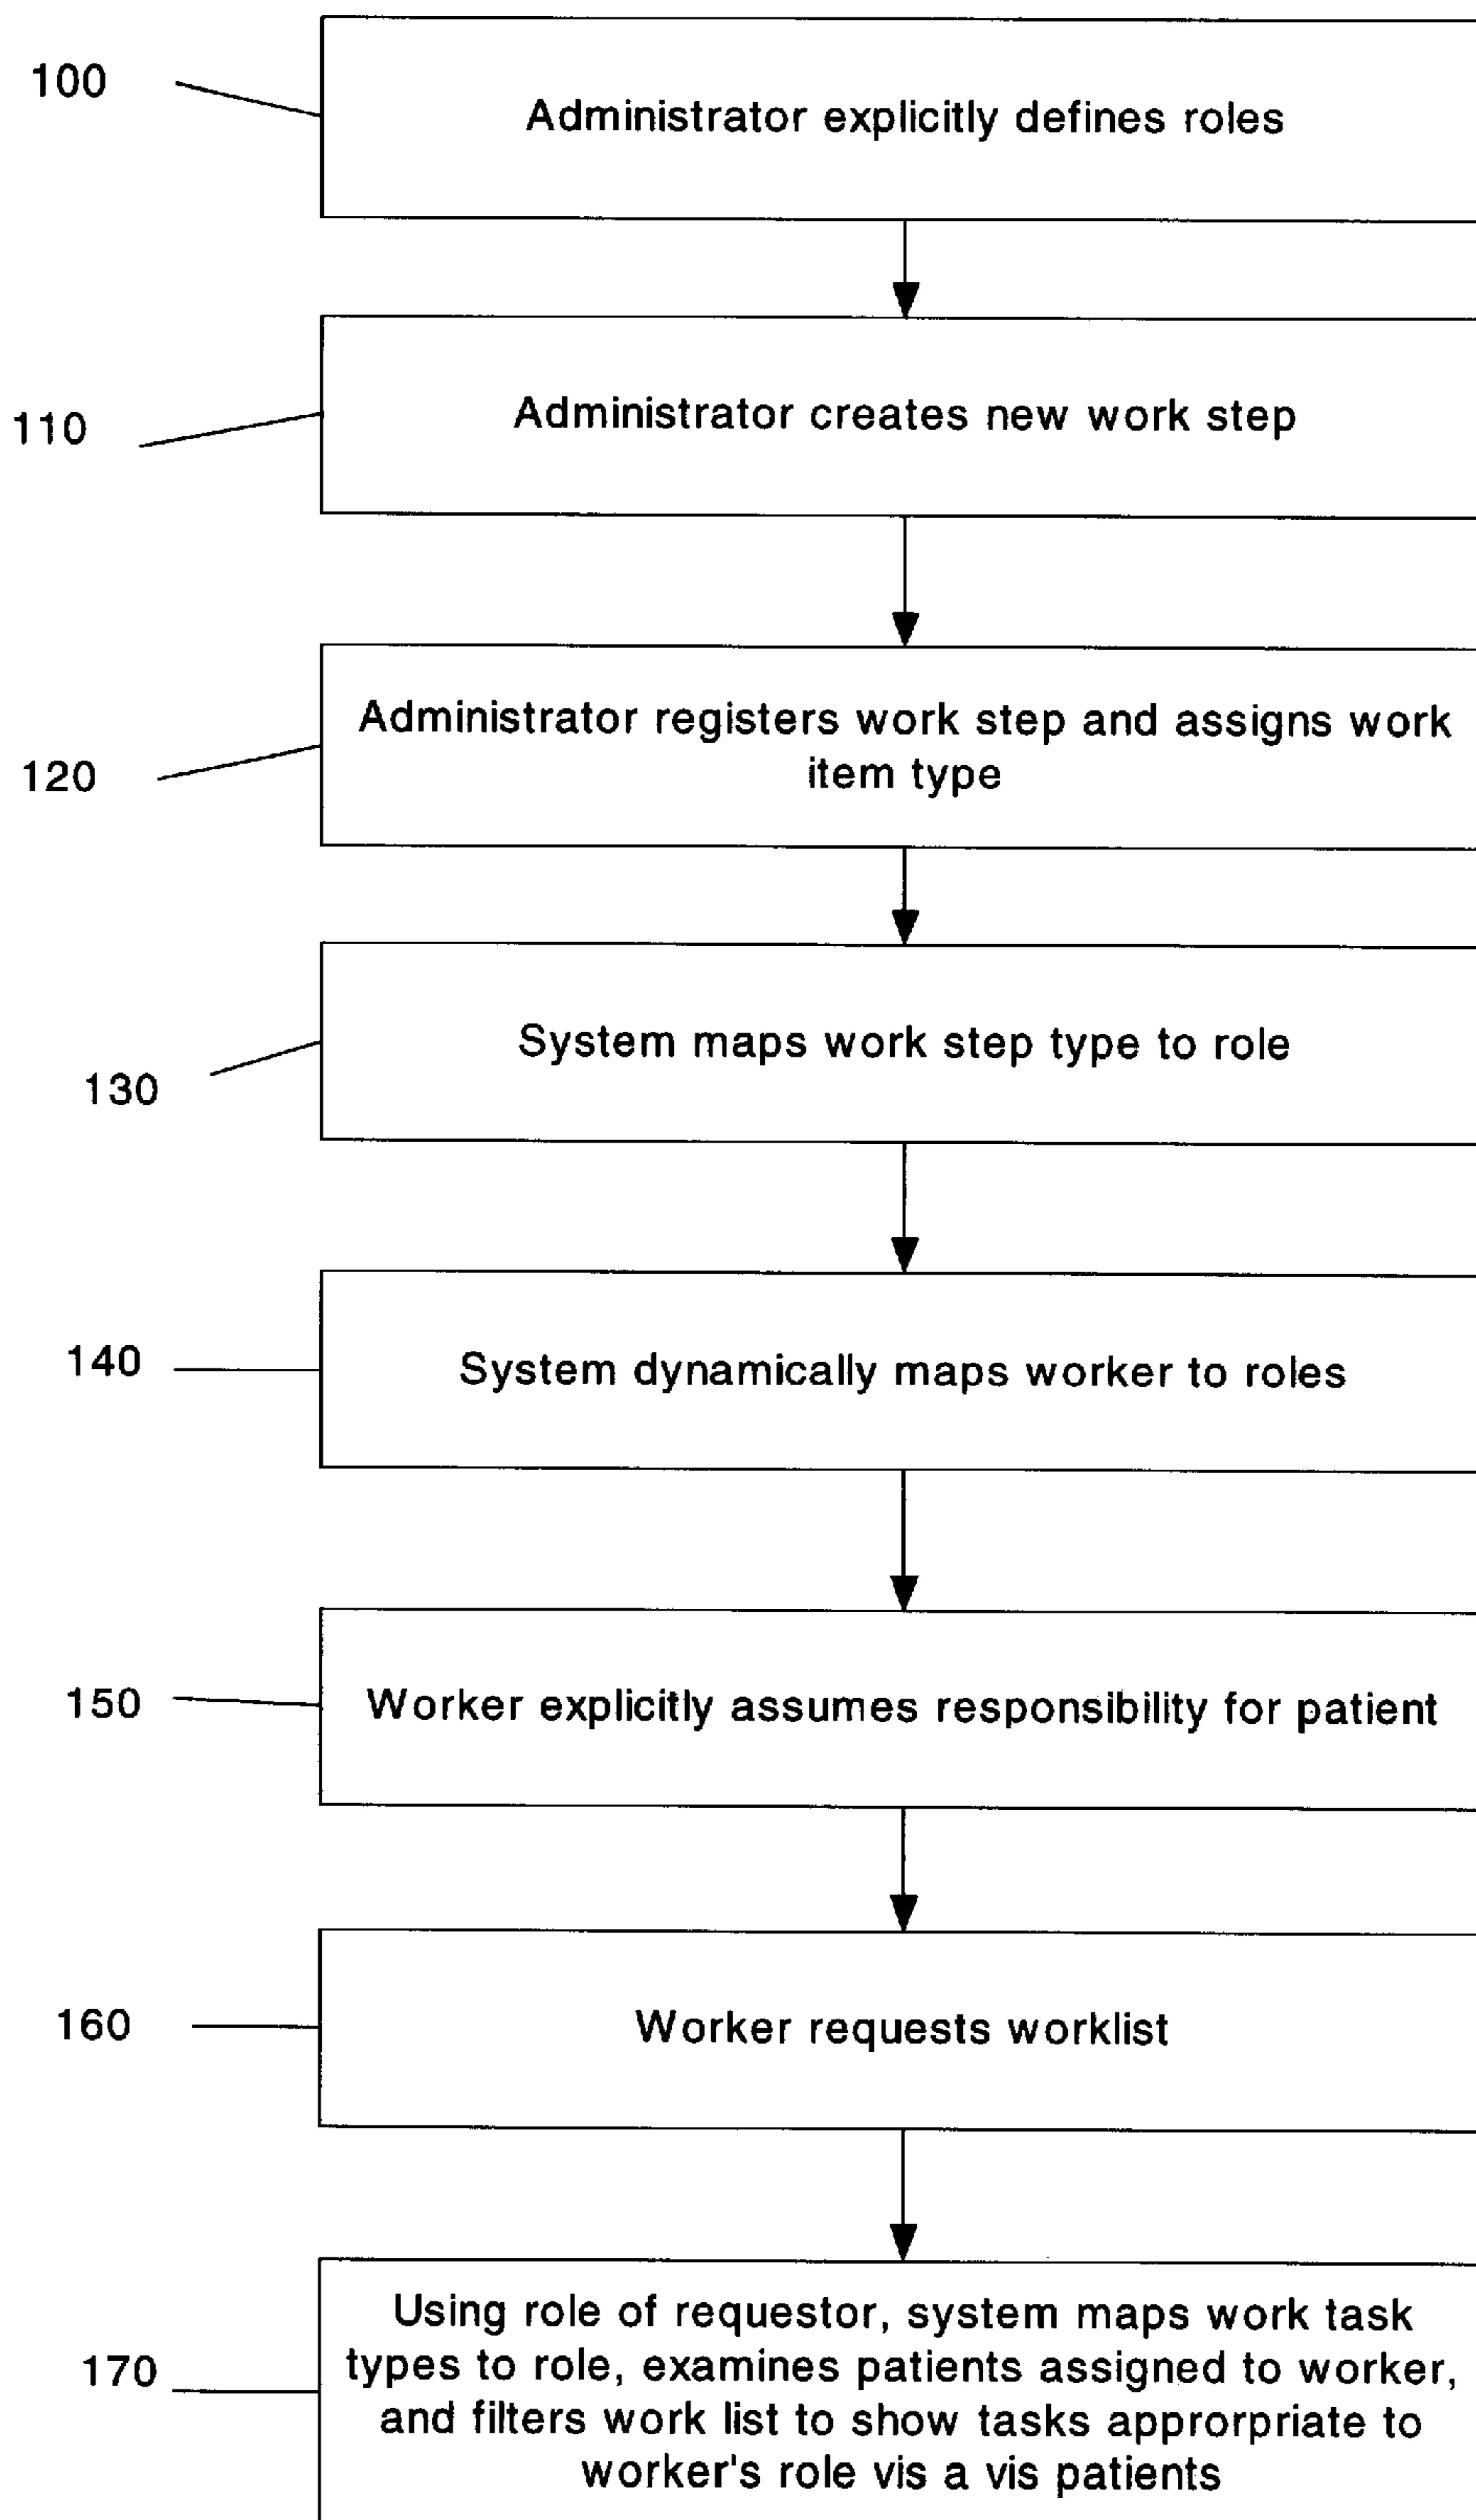 100
Administrator explicitly defines roles
110
Administrator creates new work step
120
Administrator registers work step and assigns work
item type
130
System maps work step type to role
140
System dynamically maps worker to roles
150
Worker explicitly assumes responsibility for patient
160
Worker requests worklist
170
Using role of requestor, system maps work task
types to role, examines patients assigned to worker,
and filters work list to show tasks approrpriate to
worker's role vis a vis patients